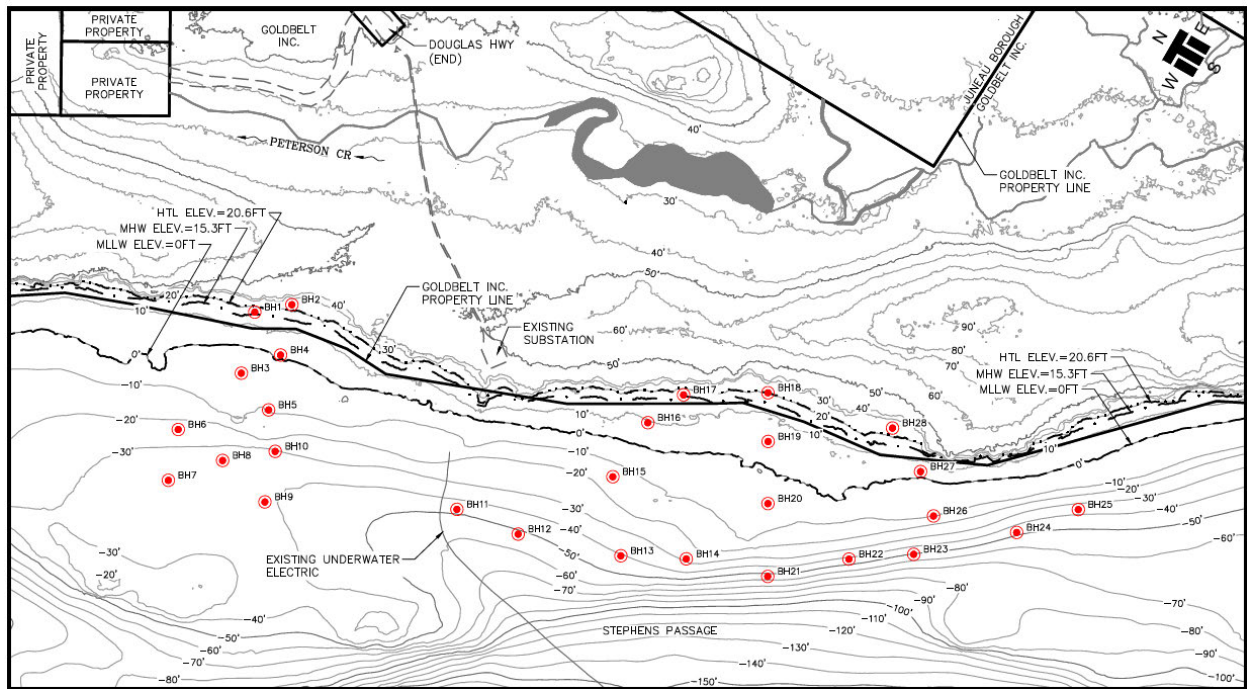 PRIVATE
PROPERTY
PRIVATE
PROPERTY
PRIVATE
PROPERTY
GOLDBELT
INC.
DOUGLAS HWY
(END)
JUNEAU BOROUGH
GOLDBELT INC.
N
E
W
S
PETERSON CR
40'
GOLDBELT INC.
PROPERTY LINE
30'
HTL ELEV.=20.6FT
MHW ELEV.=15.3FT
MLLW ELEV.=0FT
40'
50'
GOLDBELT INC.
PROPERTY LINE
20'
10'
BH1
BH2
40'
30'
EXISTING
SUBSTATION
60'
50'
90'
80'
70'
60'
HTL ELEV.=20.6FT
MHW ELEV.=15.3FT
MLLW ELEV.=0FT
0'
BH4
BH3
-10'
BH5
-20'
BH6
BH10
-30'
BH8
BH7
BH9
BH17
BH18
30'
20'
10'
50'
40'
BH28
BH16
10'
0'
BH19
-10'
10'
0'
BH27
-10'
-20'
-30'
-40'
-50'
-60'
BH15
-20'
BH20
BH26
BH25
BH11
-30'
BH12
-40'
BH13
-50'
BH14
BH22
BH23
BH24
-60'
BH21
-70'
EXISTING UNDERWATER
ELECTRIC
-30'
-20'
-40'
-50'
-60'
-70'
-80'
-80'
-90'
-100'
-110'
-120'
STEPHENS PASSAGE
-130'
-140'
-150'
-70'
-80'
-90'
-100'